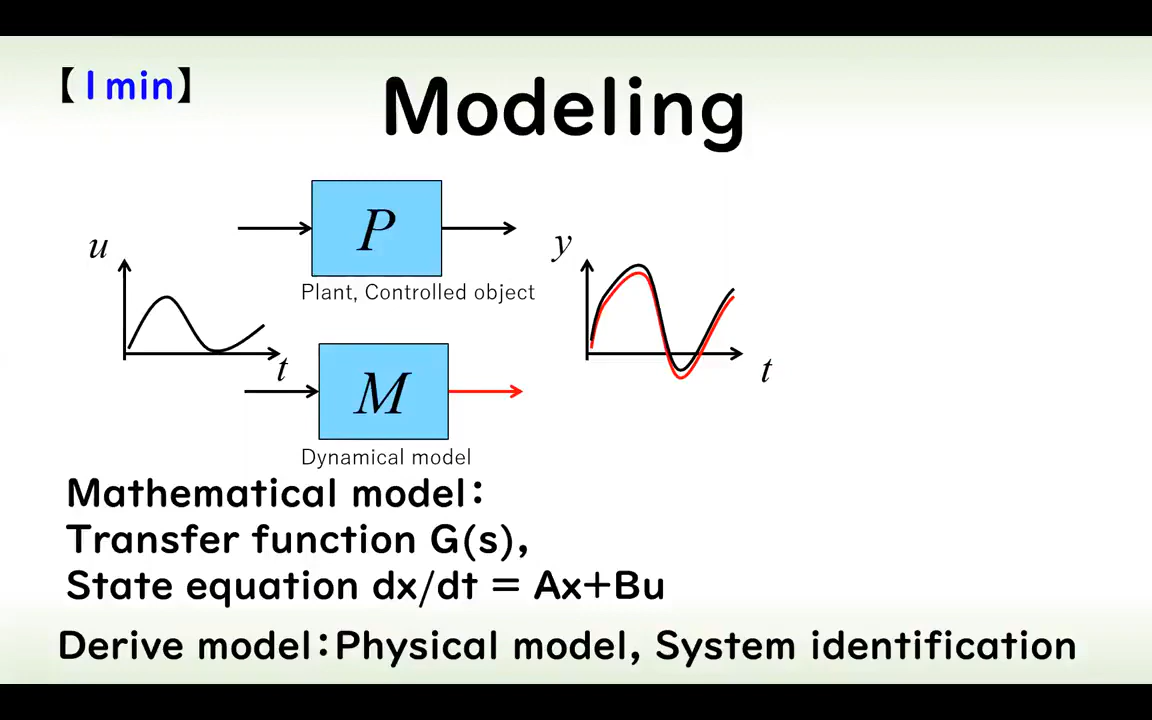 【1min】
Modeling
P
Plant, Controlled object
u
t
y
t
M
Dynamical model
Mathematical model:
Transfer function G(s),
State equation dx/dt = Ax+Bu
Derive model:Physical model, System identification